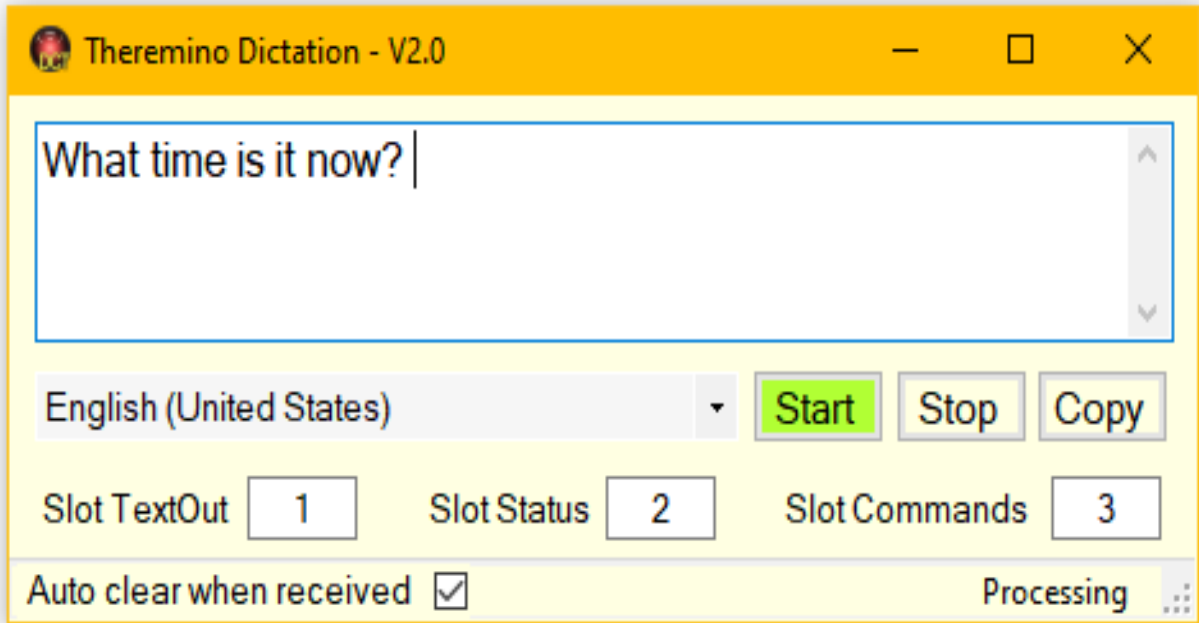 Theremino Dictation - V2.0
What time is it now?
English (United States) Start Stop Copy
Slot TextOut 1 Slot Status 2 Slot Commands 3
Auto clear when received Processing